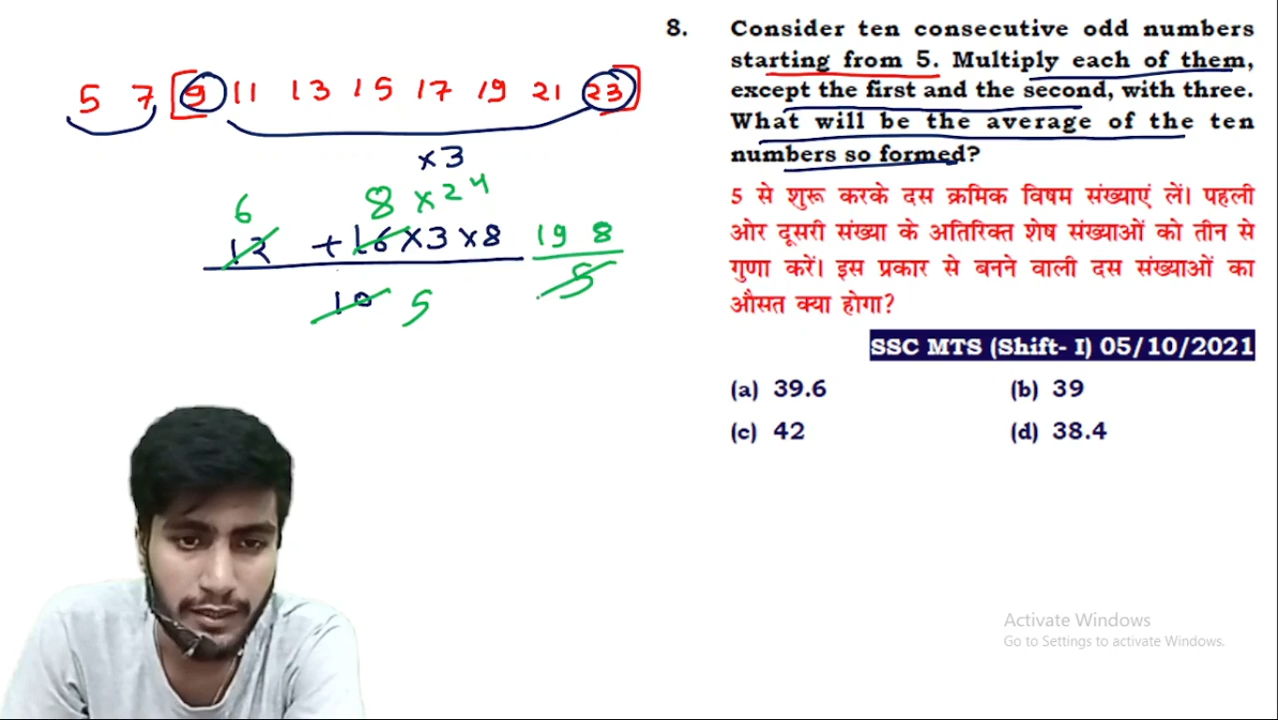 8. Consider ten consecutive odd numbers
starting from 5. Multiply each of them,
except the first and the second, with three.
What will be the average of the ten
numbers so formed?
5 से शुरू करके दस क्रमिक विषम संख्याएं लें। पहली
ओर दूसरी संख्या के अतिरिक्त शेष संख्याओं को तीन से
गुणा करें। इस प्रकार से बनने वाली दस संख्याओं का
औसत क्या होगा?
SSC MTS (Shift- I) 05/10/2021
(a) 39.6 (b) 39
(c) 42 (d) 38.4
5 7 [9 11 13 15 17 19 21 23]
×3
6 8 × 24
12 + 16 × 3 × 8 19 8
10 5 5
Activate Windows
Go to Settings to activate Windows.